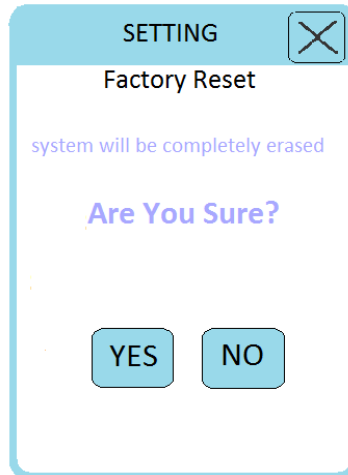 SETTING
Factory Reset
system will be completely erased
Are You Sure?
YES NO